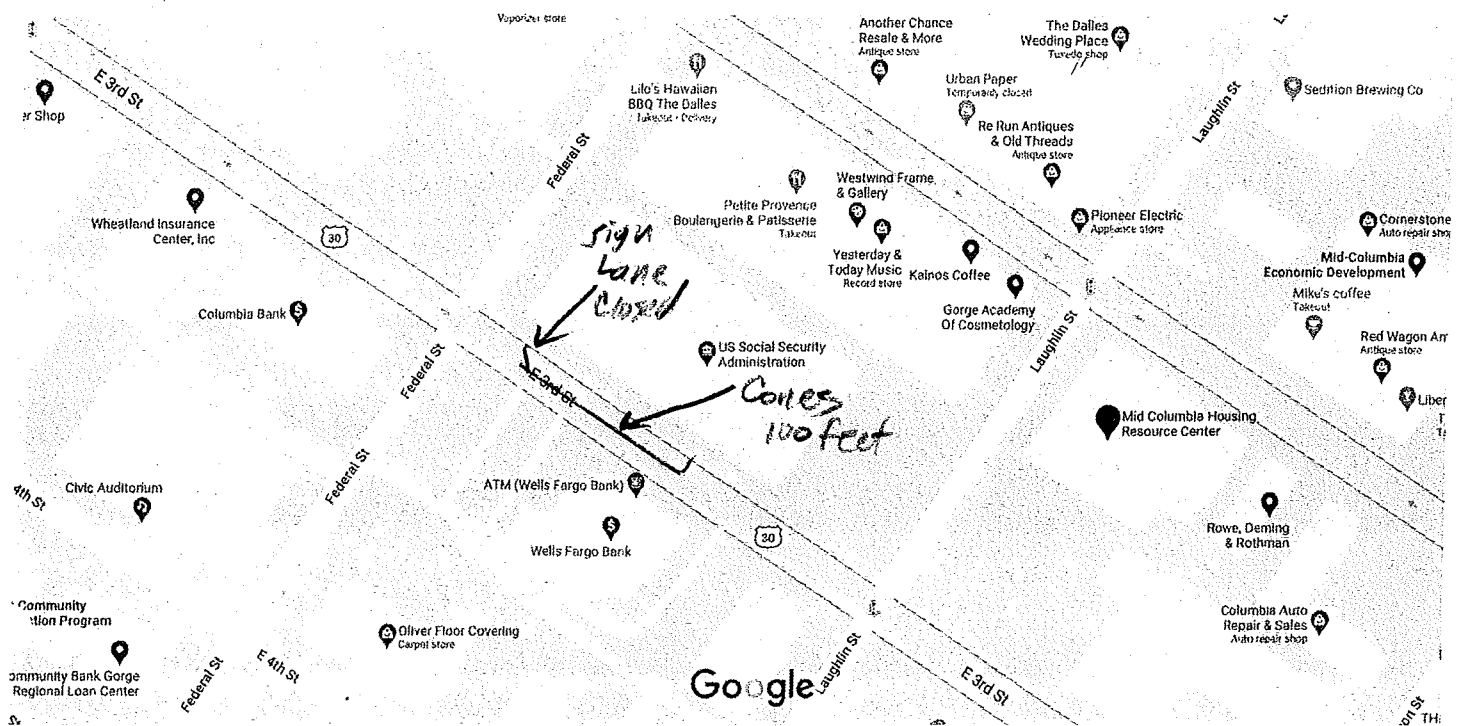 Vaporizer store
Another Chance
Resale & More
Antique store
The Dalles
Wedding Place
Tuxedo shop
E 3rd St
er Shop
Lilo's Hawaiian
BBQ The Dalles
Takeout • Delivery
Urban Paper
Temporarily closed
Laughlin St
Sedition Brewing Co
Re Run Antiques
& Old Threads
Antique store
Federal St
Wheatland Insurance
Center, Inc
30
Petite Provence
Boulangerie & Patisserie
Takeout
Westwind Frame
& Gallery
Pioneer Electric
Appliance store
Cornerstone
Auto repair shop
Sign
Lane
Closed
Yesterday &
Today Music
Record store
Kainos Coffee
Mid-Columbia
Economic Development
Gorge Academy
Of Cosmetology
Mike's coffee
Takeout
Columbia Bank
Laughlin St
Red Wagon An
Antique store
US Social Security
Administration
Federal St
E 3rd St
Cones
100 feet
Liber
Mid Columbia Housing
Resource Center
Federal St
4th St
Civic Auditorium
ATM (Wells Fargo Bank)
Wells Fargo Bank
30
Rowe, Deming
& Rothman
Community
tion Program
Oliver Floor Covering
Carpet store
Columbia Auto
Repair & Sales
Auto repair shop
ommunity Bank Gorge
Regional Loan Center
Federal St
E 4th St
Google
Laughlin St
E 3rd St
on St